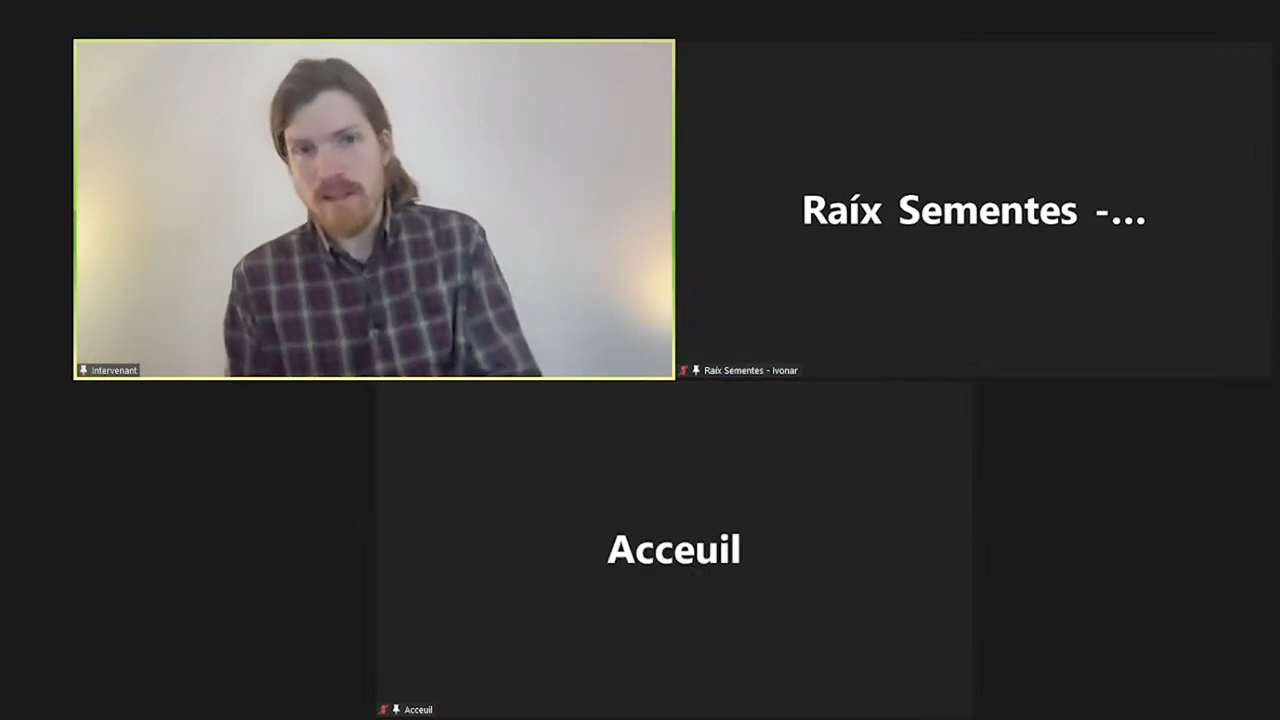 Intervenant
Raíx Sementes -...
Raíx Sementes - Ivonar
Acceuil
Acceuil